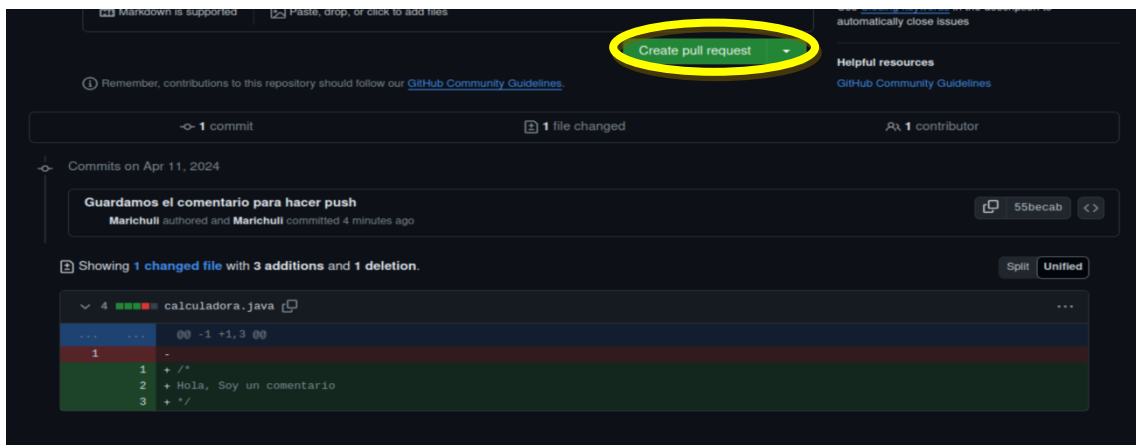 Markdown is supported
Paste, drop, or click to add files
automatically close issues
Create pull request
Helpful resources
Remember, contributions to this repository should follow our GitHub Community Guidelines.
GitHub Community Guidelines
1 commit
1 file changed
1 contributor
Commits on Apr 11, 2024
Guardamos el comentario para hacer push
Marichuli authored and Marichuli committed 4 minutes ago
55becab
Showing 1 changed file with 3 additions and 1 deletion.
Split Unified
4 calculadora.java
... ... @@ -1 +1,3 @@
1 -
1 + /*
2 + Hola, Soy un comentario
3 + */